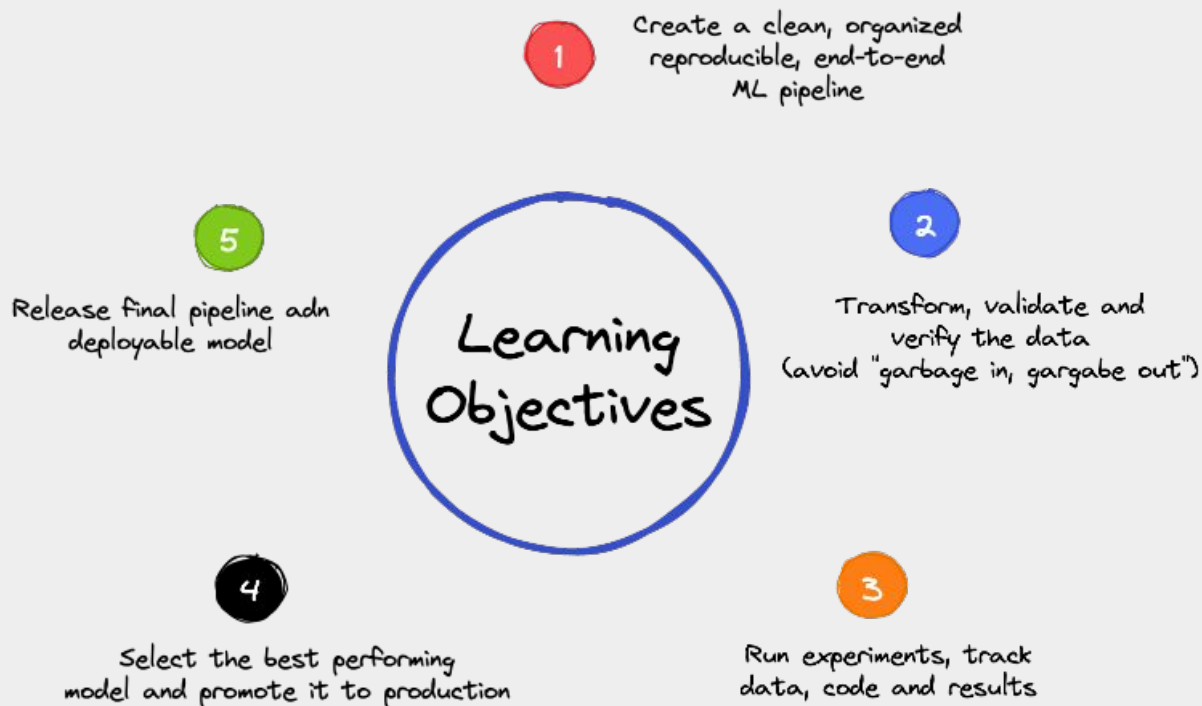 1
Create a clean, organized
reproducible, end-to-end
ML pipeline
2
Transform, validate and
verify the data
(avoid "garbage in, gargabe out")
3
Run experiments, track
data, code and results
4
Select the best performing
model and promote it to production
5
Release final pipeline adn
deployable model
Learning
Objectives